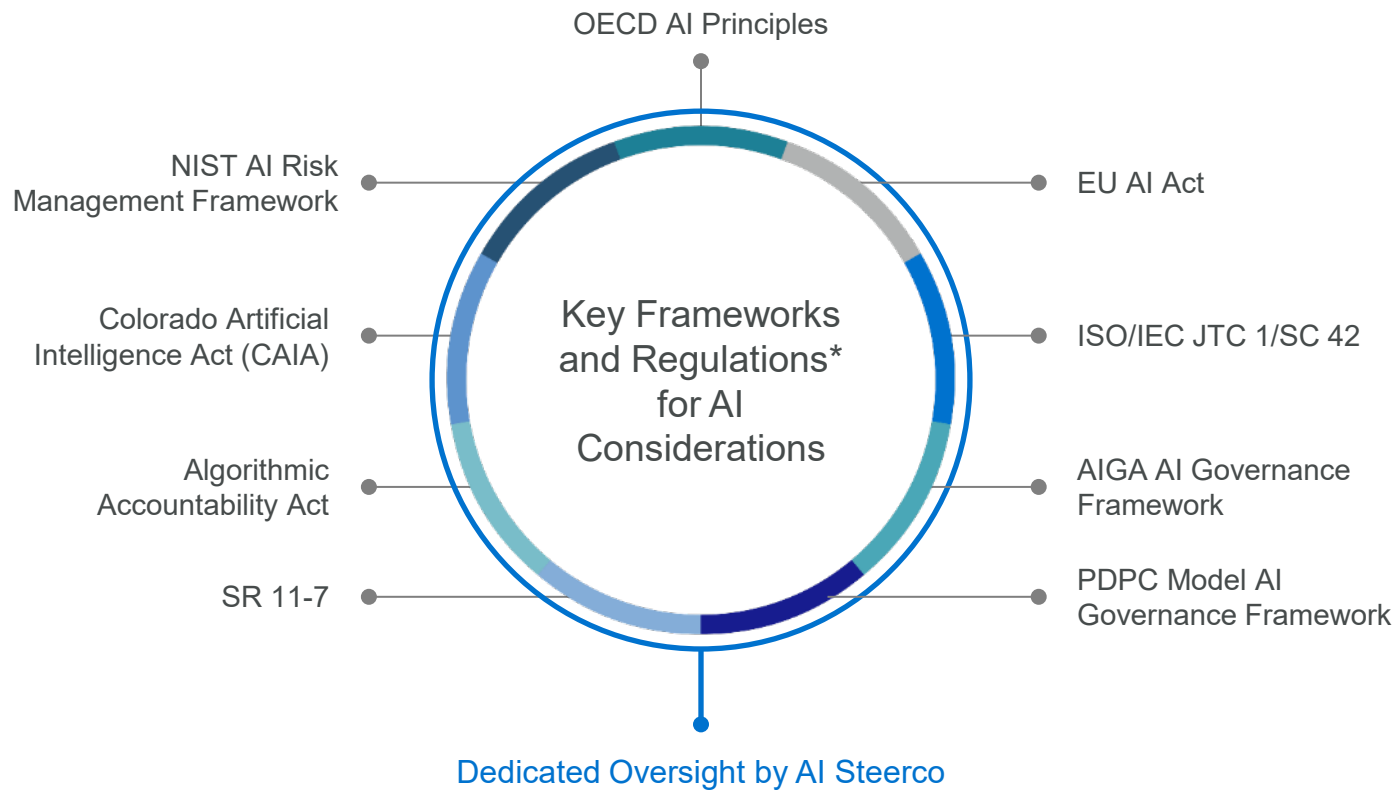 OECD AI Principles
NIST AI Risk
Management Framework
EU AI Act
Colorado Artificial
Intelligence Act (CAIA)
ISO/IEC JTC 1/SC 42
Key Frameworks
and Regulations*
for AI
Considerations
Algorithmic
Accountability Act
AIGA AI Governance
Framework
SR 11-7
PDPC Model AI
Governance Framework
Dedicated Oversight by AI Steerco